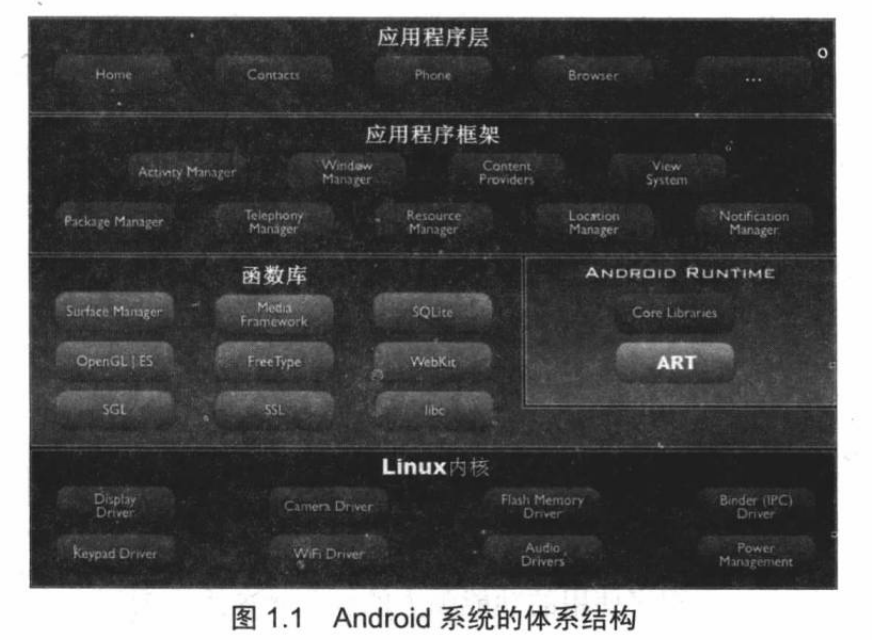 应用程序层
Home Contacts Phone Browser ...
应用程序框架
Activity Manager Window Manager Content Providers View System
Package Manager Telephony Manager Resource Manager Location Manager Notification Manager
函数库
Surface Manager Media Framework SQLite
OpenGL | ES FreeType WebKit
SGL SSL libc
ANDROID RUNTIME
Core Libraries
ART
Linux内核
Display Driver Camera Driver Flash Memory Driver Binder (IPC) Driver
Keypad Driver WiFi Driver Audio Drivers Power Management
图 1.1 Android 系统的体系结构